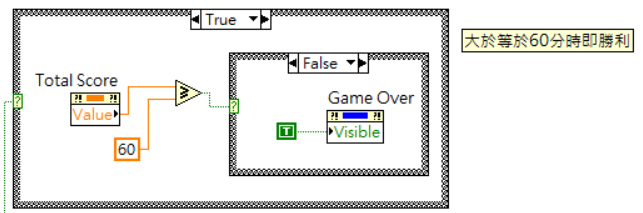 True
大於等於60分時即勝利
False
Total Score
Value
60
?
?
Game Over
T
Visible